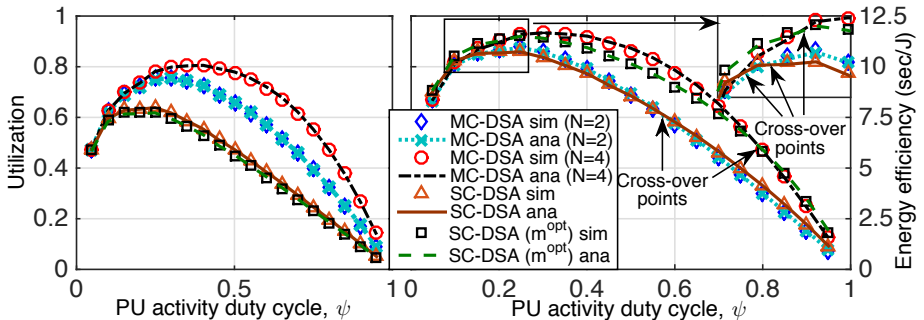 1
0.8
0.6
0.4
0.2
0
Utilization
0
0.5
1
PU activity duty cycle, ψ
MC-DSA sim (N=2)
MC-DSA ana (N=2)
MC-DSA sim (N=4)
MC-DSA ana (N=4)
SC-DSA sim
SC-DSA ana
SC-DSA (m^opt) sim
SC-DSA (m^opt) ana
Cross-over
points
Cross-over
points
12.5
10
7.5
5
2.5
0
Energy efficiency (sec/J)
0
0.2
0.4
0.6
0.8
1
PU activity duty cycle, ψ